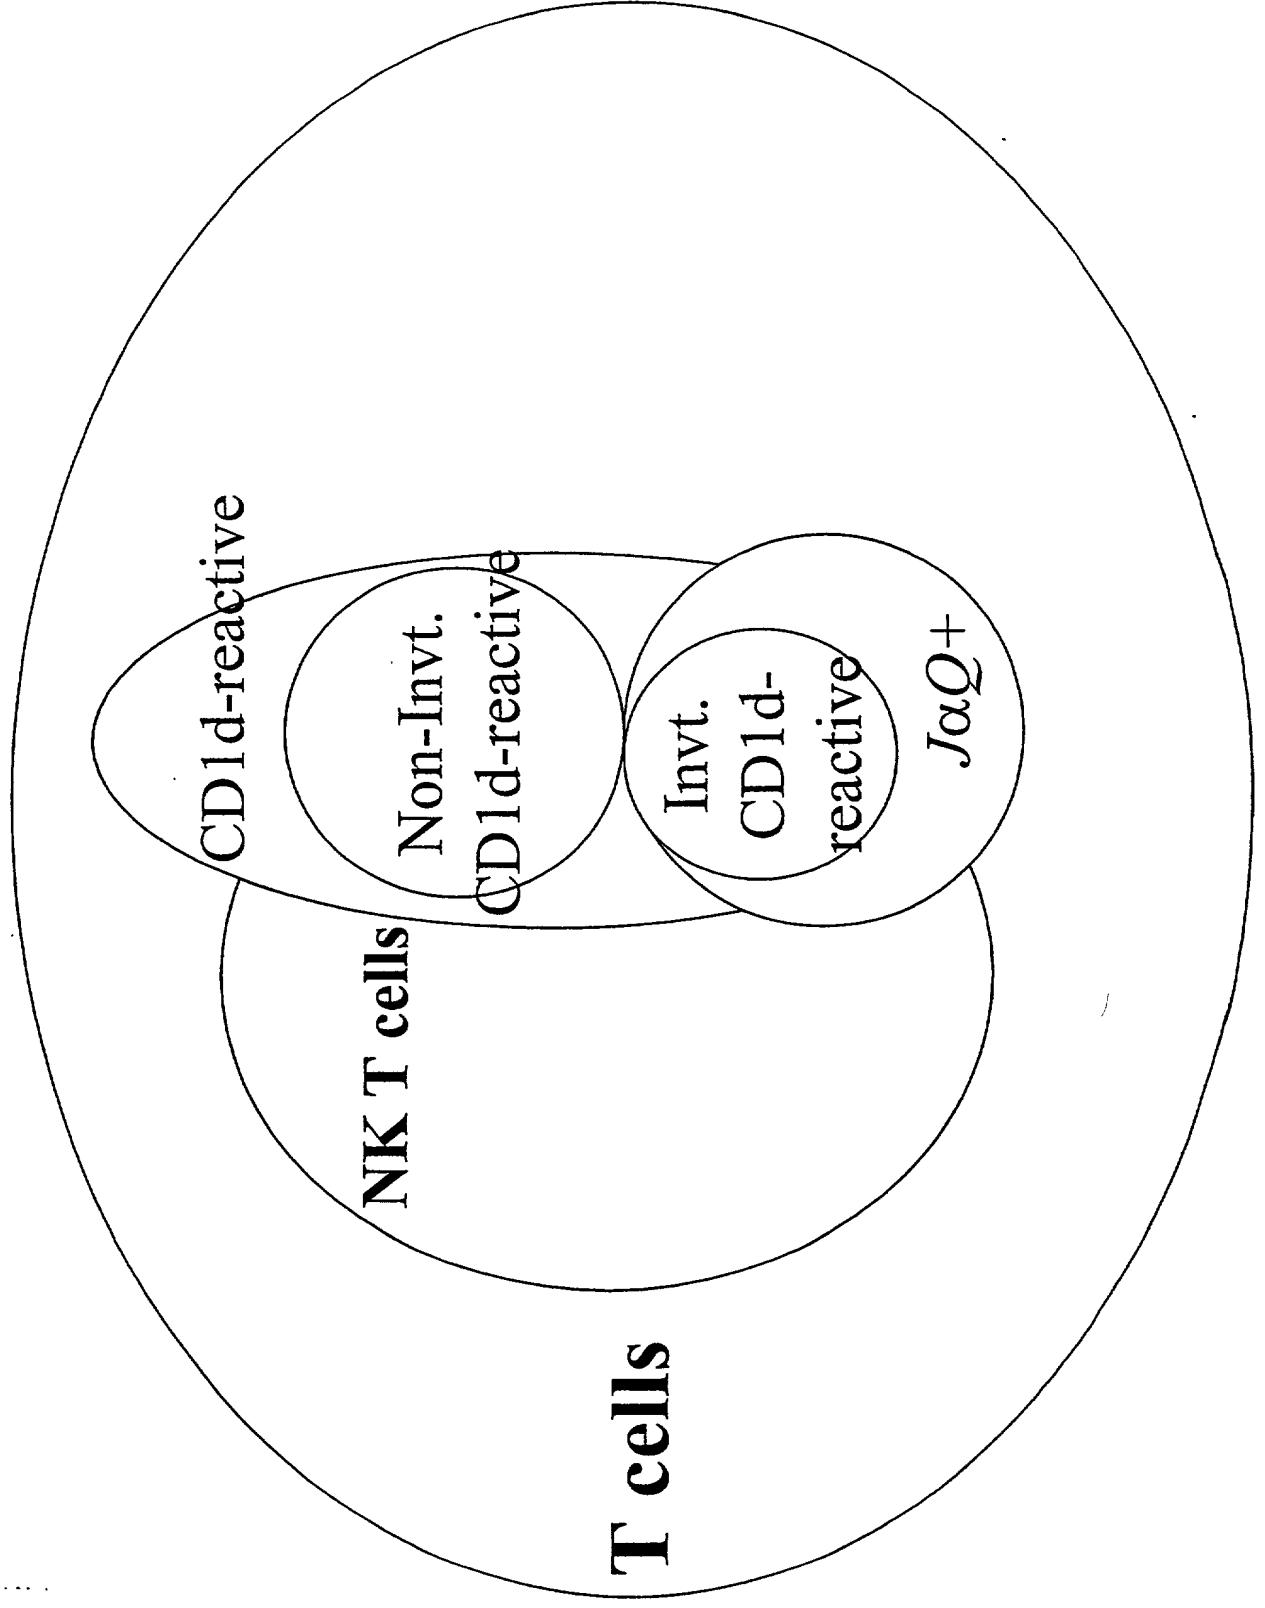 T cells
NK T cells
CD1d-reactive
Non-Invt.
CD1d-reactive
Invt.
CD1d-
reactive
JαQ+